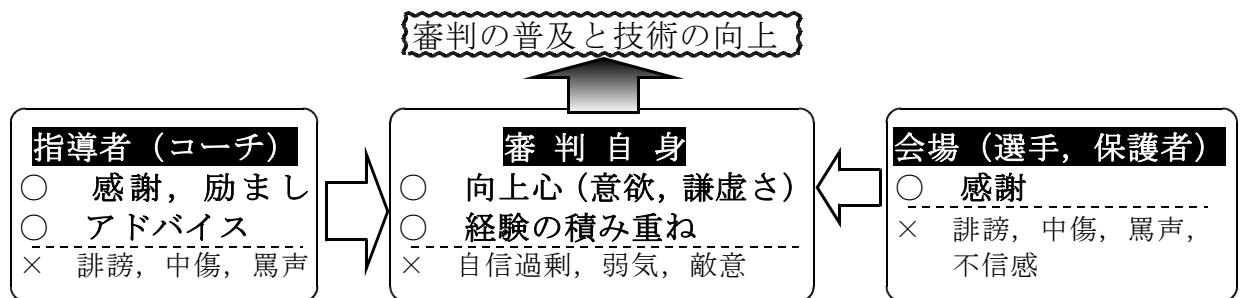 審判の普及と技術の向上
指導者（コーチ）
○ 感謝，励まし
○ アドバイス
× 誹謗，中傷，罵声
審判自身
○ 向上心（意欲，謙虚さ）
○ 経験の積み重ね
× 自信過剰，弱気，敵意
会場（選手，保護者）
○ 感謝
× 誹謗，中傷，罵声，
不信感